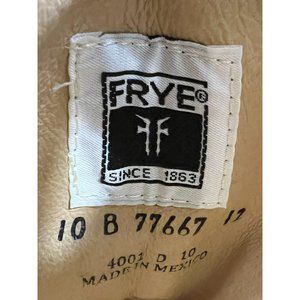 FRYE®
SINCE 1863
10 B 77667 12
4001 D 10
MADE IN MEXICO